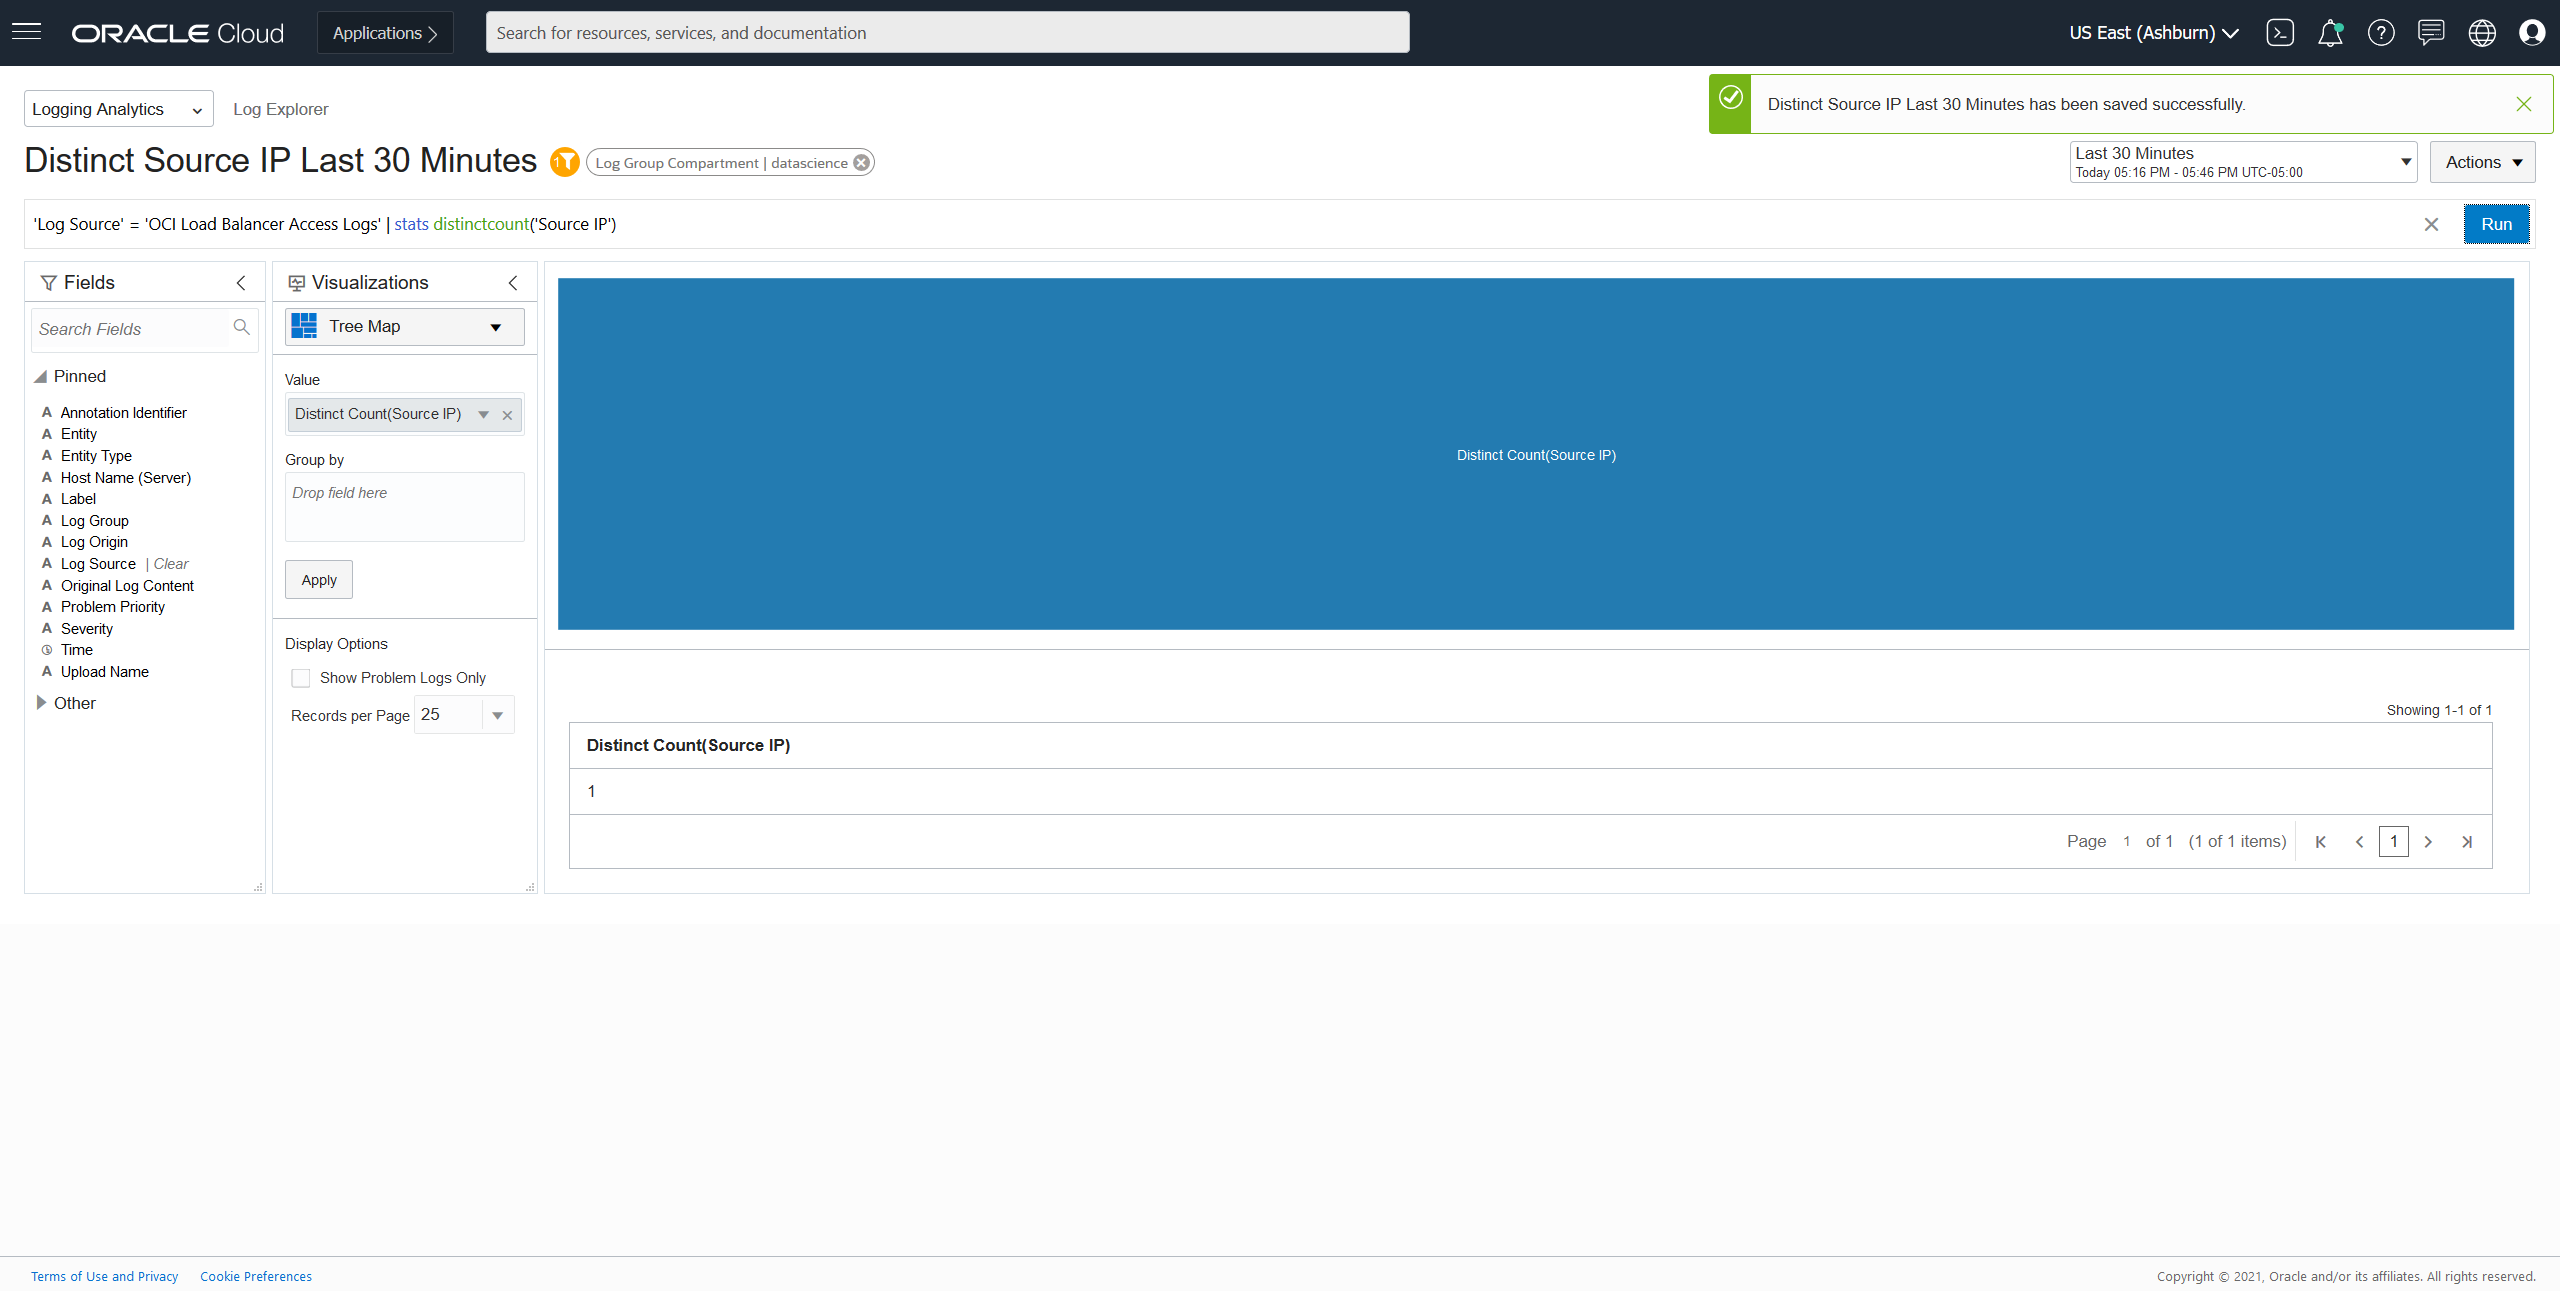 ORACLE Cloud
Applications
Search for resources, services, and documentation
US East (Ashburn)
Distinct Source IP Last 30 Minutes has been saved successfully.
Logging Analytics
Log Explorer
Distinct Source IP Last 30 Minutes
1
Log Group Compartment | datascience
Last 30 Minutes
Today 05:16 PM - 05:46 PM UTC-05:00
Actions
'Log Source' = 'OCI Load Balancer Access Logs' | stats distinctcount('Source IP')
Run
Fields
Search Fields
Pinned
A Annotation Identifier
A Entity
A Entity Type
A Host Name (Server)
A Label
A Log Group
A Log Origin
A Log Source | Clear
A Original Log Content
A Problem Priority
A Severity
Time
A Upload Name
Other
Visualizations
Tree Map
Value
Distinct Count(Source IP)
Group by
Drop field here
Apply
Display Options
Show Problem Logs Only
Records per Page 25
Distinct Count(Source IP)
Showing 1-1 of 1
Distinct Count(Source IP)
1
Page 1 of 1 (1 of 1 items) 1
Terms of Use and Privacy
Cookie Preferences
Copyright © 2021, Oracle and/or its affiliates. All rights reserved.